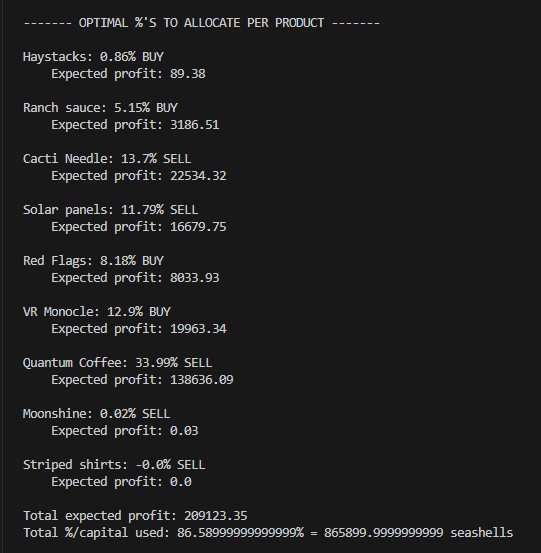 ------- OPTIMAL %'S TO ALLOCATE PER PRODUCT -------
Haystacks: 0.86% BUY
Expected profit: 89.38
Ranch sauce: 5.15% BUY
Expected profit: 3186.51
Cacti Needle: 13.7% SELL
Expected profit: 22534.32
Solar panels: 11.79% SELL
Expected profit: 16679.75
Red Flags: 8.18% BUY
Expected profit: 8033.93
VR Monocle: 12.9% BUY
Expected profit: 19963.34
Quantum Coffee: 33.99% SELL
Expected profit: 138636.09
Moonshine: 0.02% SELL
Expected profit: 0.03
Striped shirts: -0.0% SELL
Expected profit: 0.0
Total expected profit: 209123.35
Total %/capital used: 86.58999999999999% = 865899.9999999999 seashells